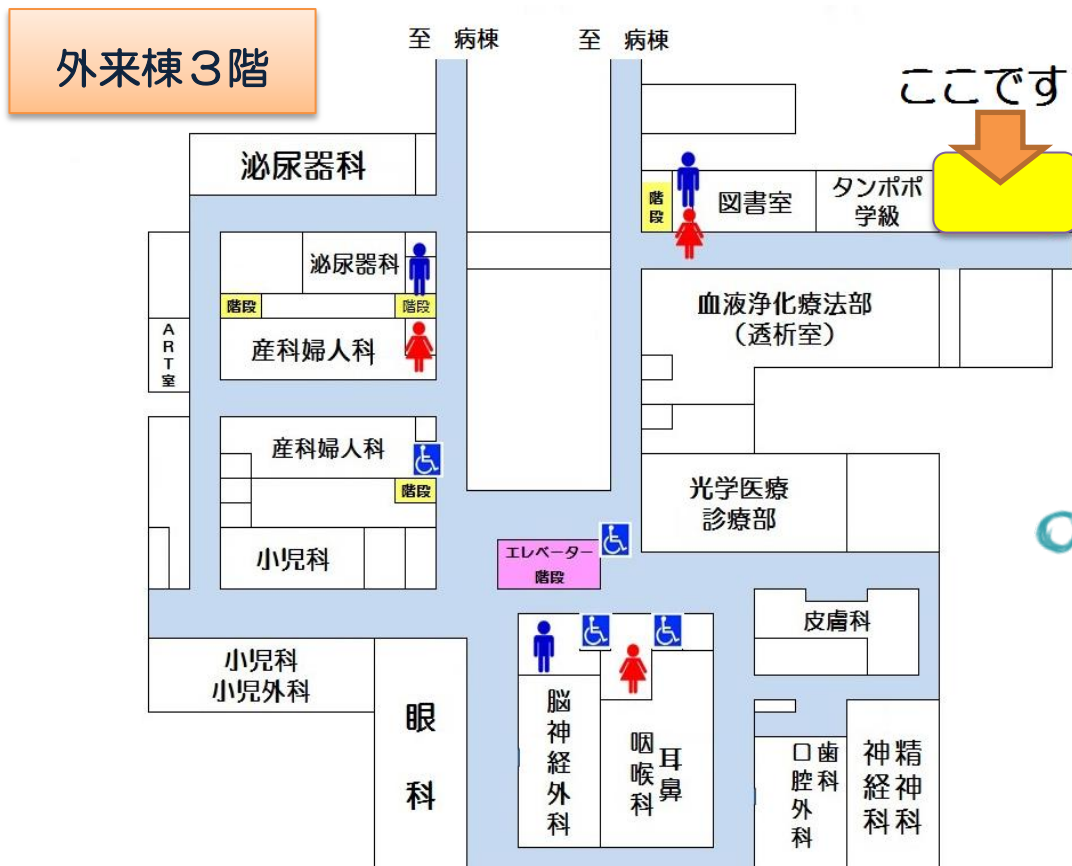 外来棟３階
至 病棟
至 病棟
ここです
泌尿器科
階段
図書室
タンポポ
学級
泌尿器科
階段
階段
血液浄化療法部
（透析室）
ART室
産科婦人科
産科婦人科
階段
光学医療
診療部
小児科
エレベーター
階段
皮膚科
小児科
小児外科
眼科
脳神経外科
耳鼻
咽喉科
歯科
口腔外科
精神科
神経科